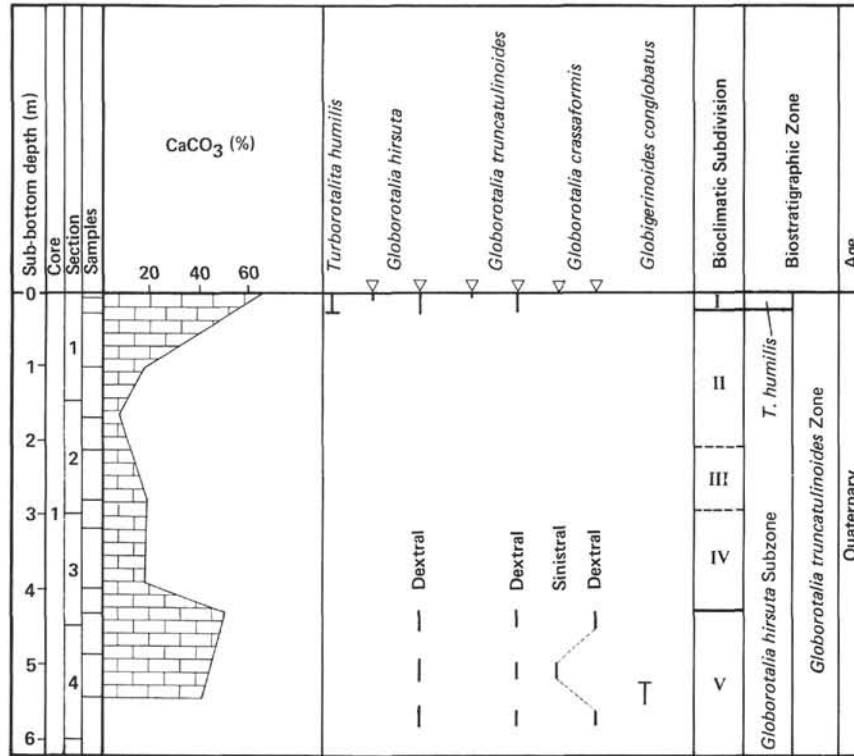 Sub-bottom depth (m)
Core
Section
Samples
CaCO3 (%)
20 40 60
Turborotalita humilis
Globorotalia hirsuta
Globorotalia truncatulinoides
Globorotalia crassaformis
Globigerinoides conglobatus
Bioclimatic Subdivision
Biostratigraphic Zone
Age
0
1
2
3
4
5
6
1
1
2
3
4
Dextral
Dextral
Sinistral
Dextral
I
II
III
IV
V
T. humilis
Globorotalia hirsuta Subzone
Globorotalia truncatulinoides Zone
Quaternary